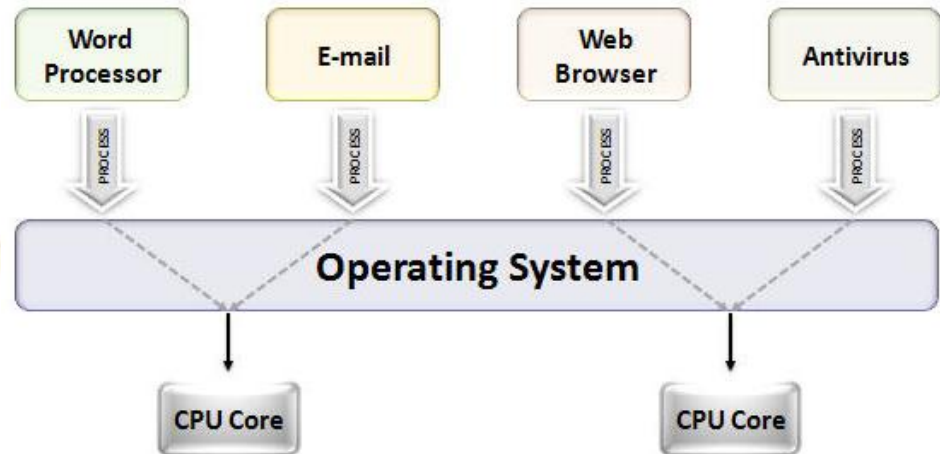 Word
Processor
E-mail
Web
Browser
Antivirus
PROCESS
PROCESS
PROCESS
PROCESS
Operating System
CPU Core
CPU Core